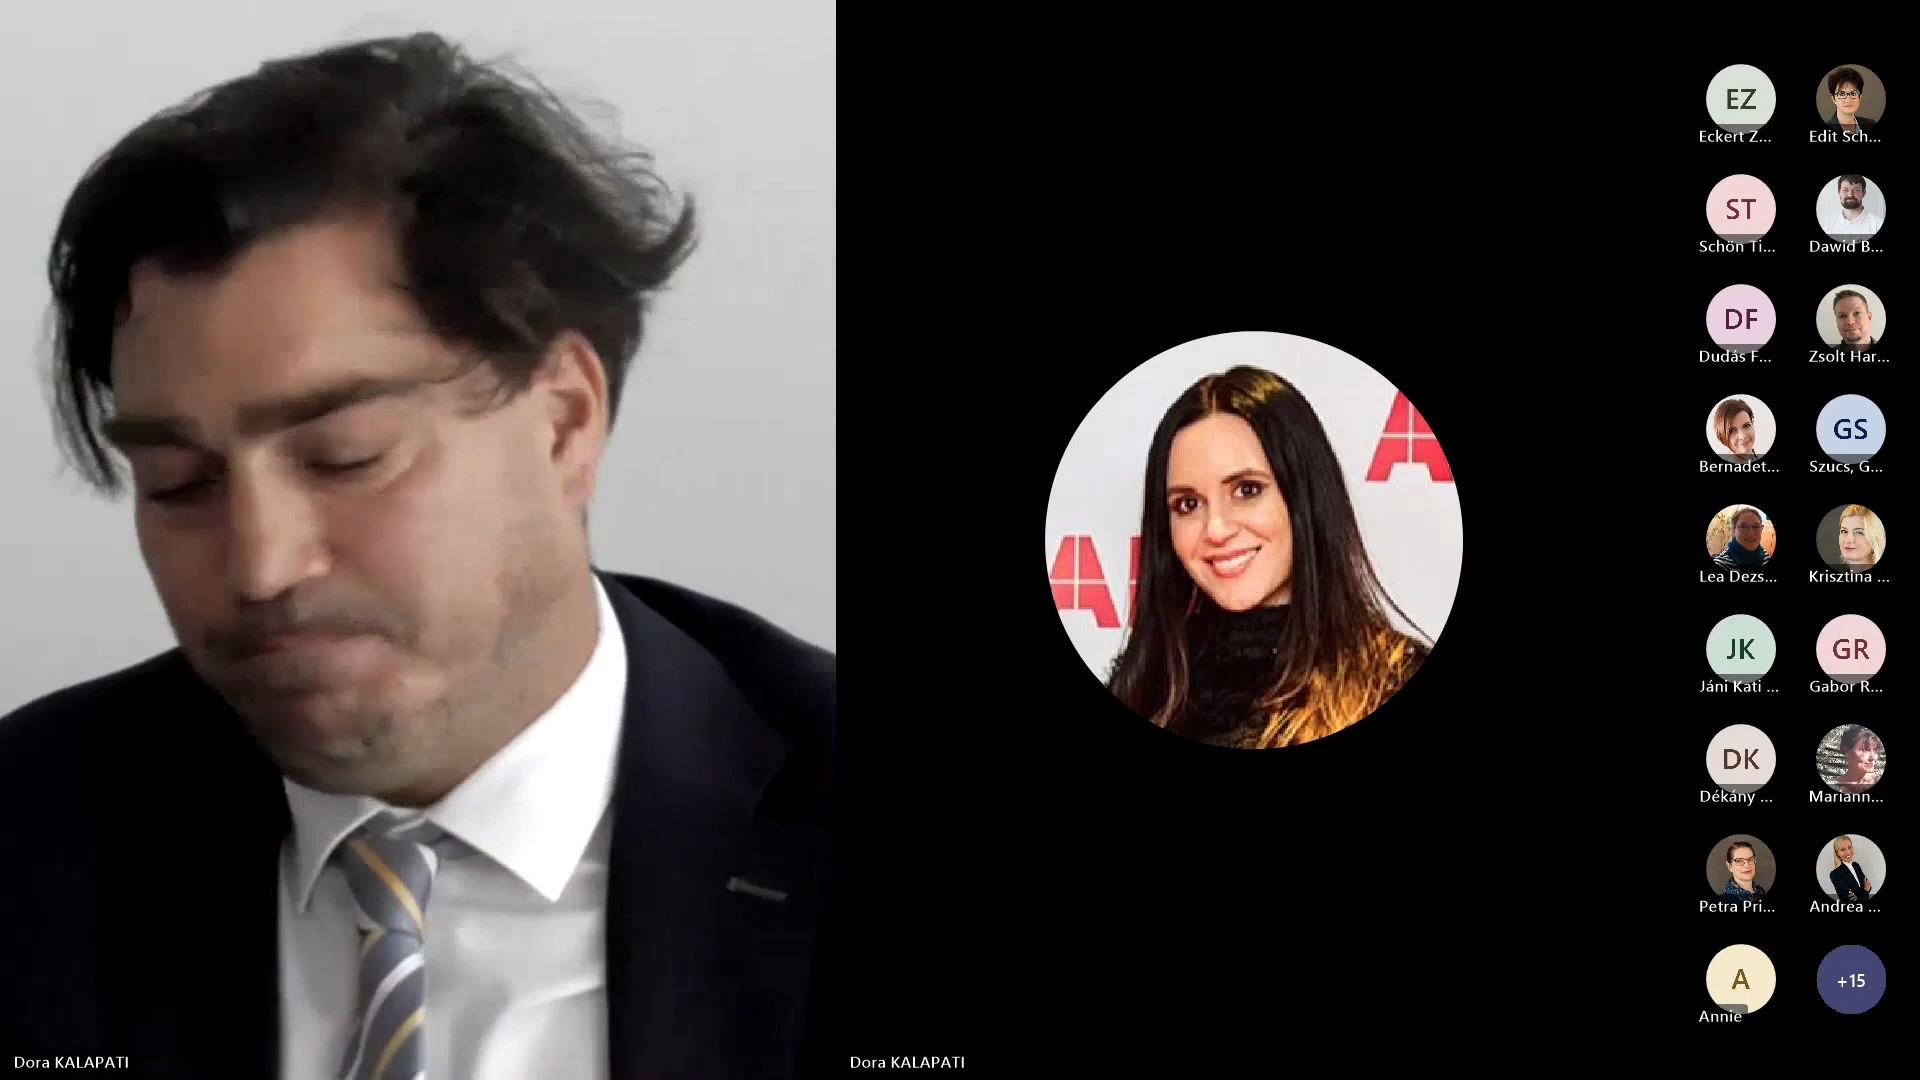 EZ
Eckert Z...
Edit Sch...
ST
Schön Ti...
Dawid B...
DF
Dudás F...
Zsolt Har...
Bernadet...
GS
Szucs, G...
Lea Dezs...
Krisztina ...
JK
Jáni Kati ...
GR
Gabor R...
DK
Dékány ...
Mariann...
Petra Pri...
Andrea ...
A
Annie
+15
Dora KALAPATI
Dora KALAPATI